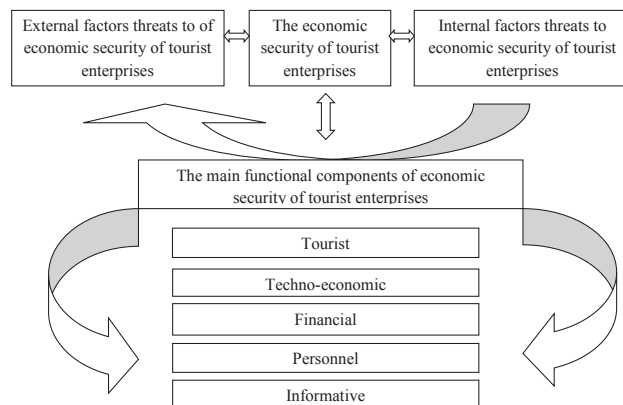 External factors threats to of
economic security of tourist
enterprises
The economic
security of tourist
enterprises
Internal factors threats to
economic security of tourist
enterprises
The main functional components of economic
security of tourist enterprises
Tourist
Techno-economic
Financial
Personnel
Informative